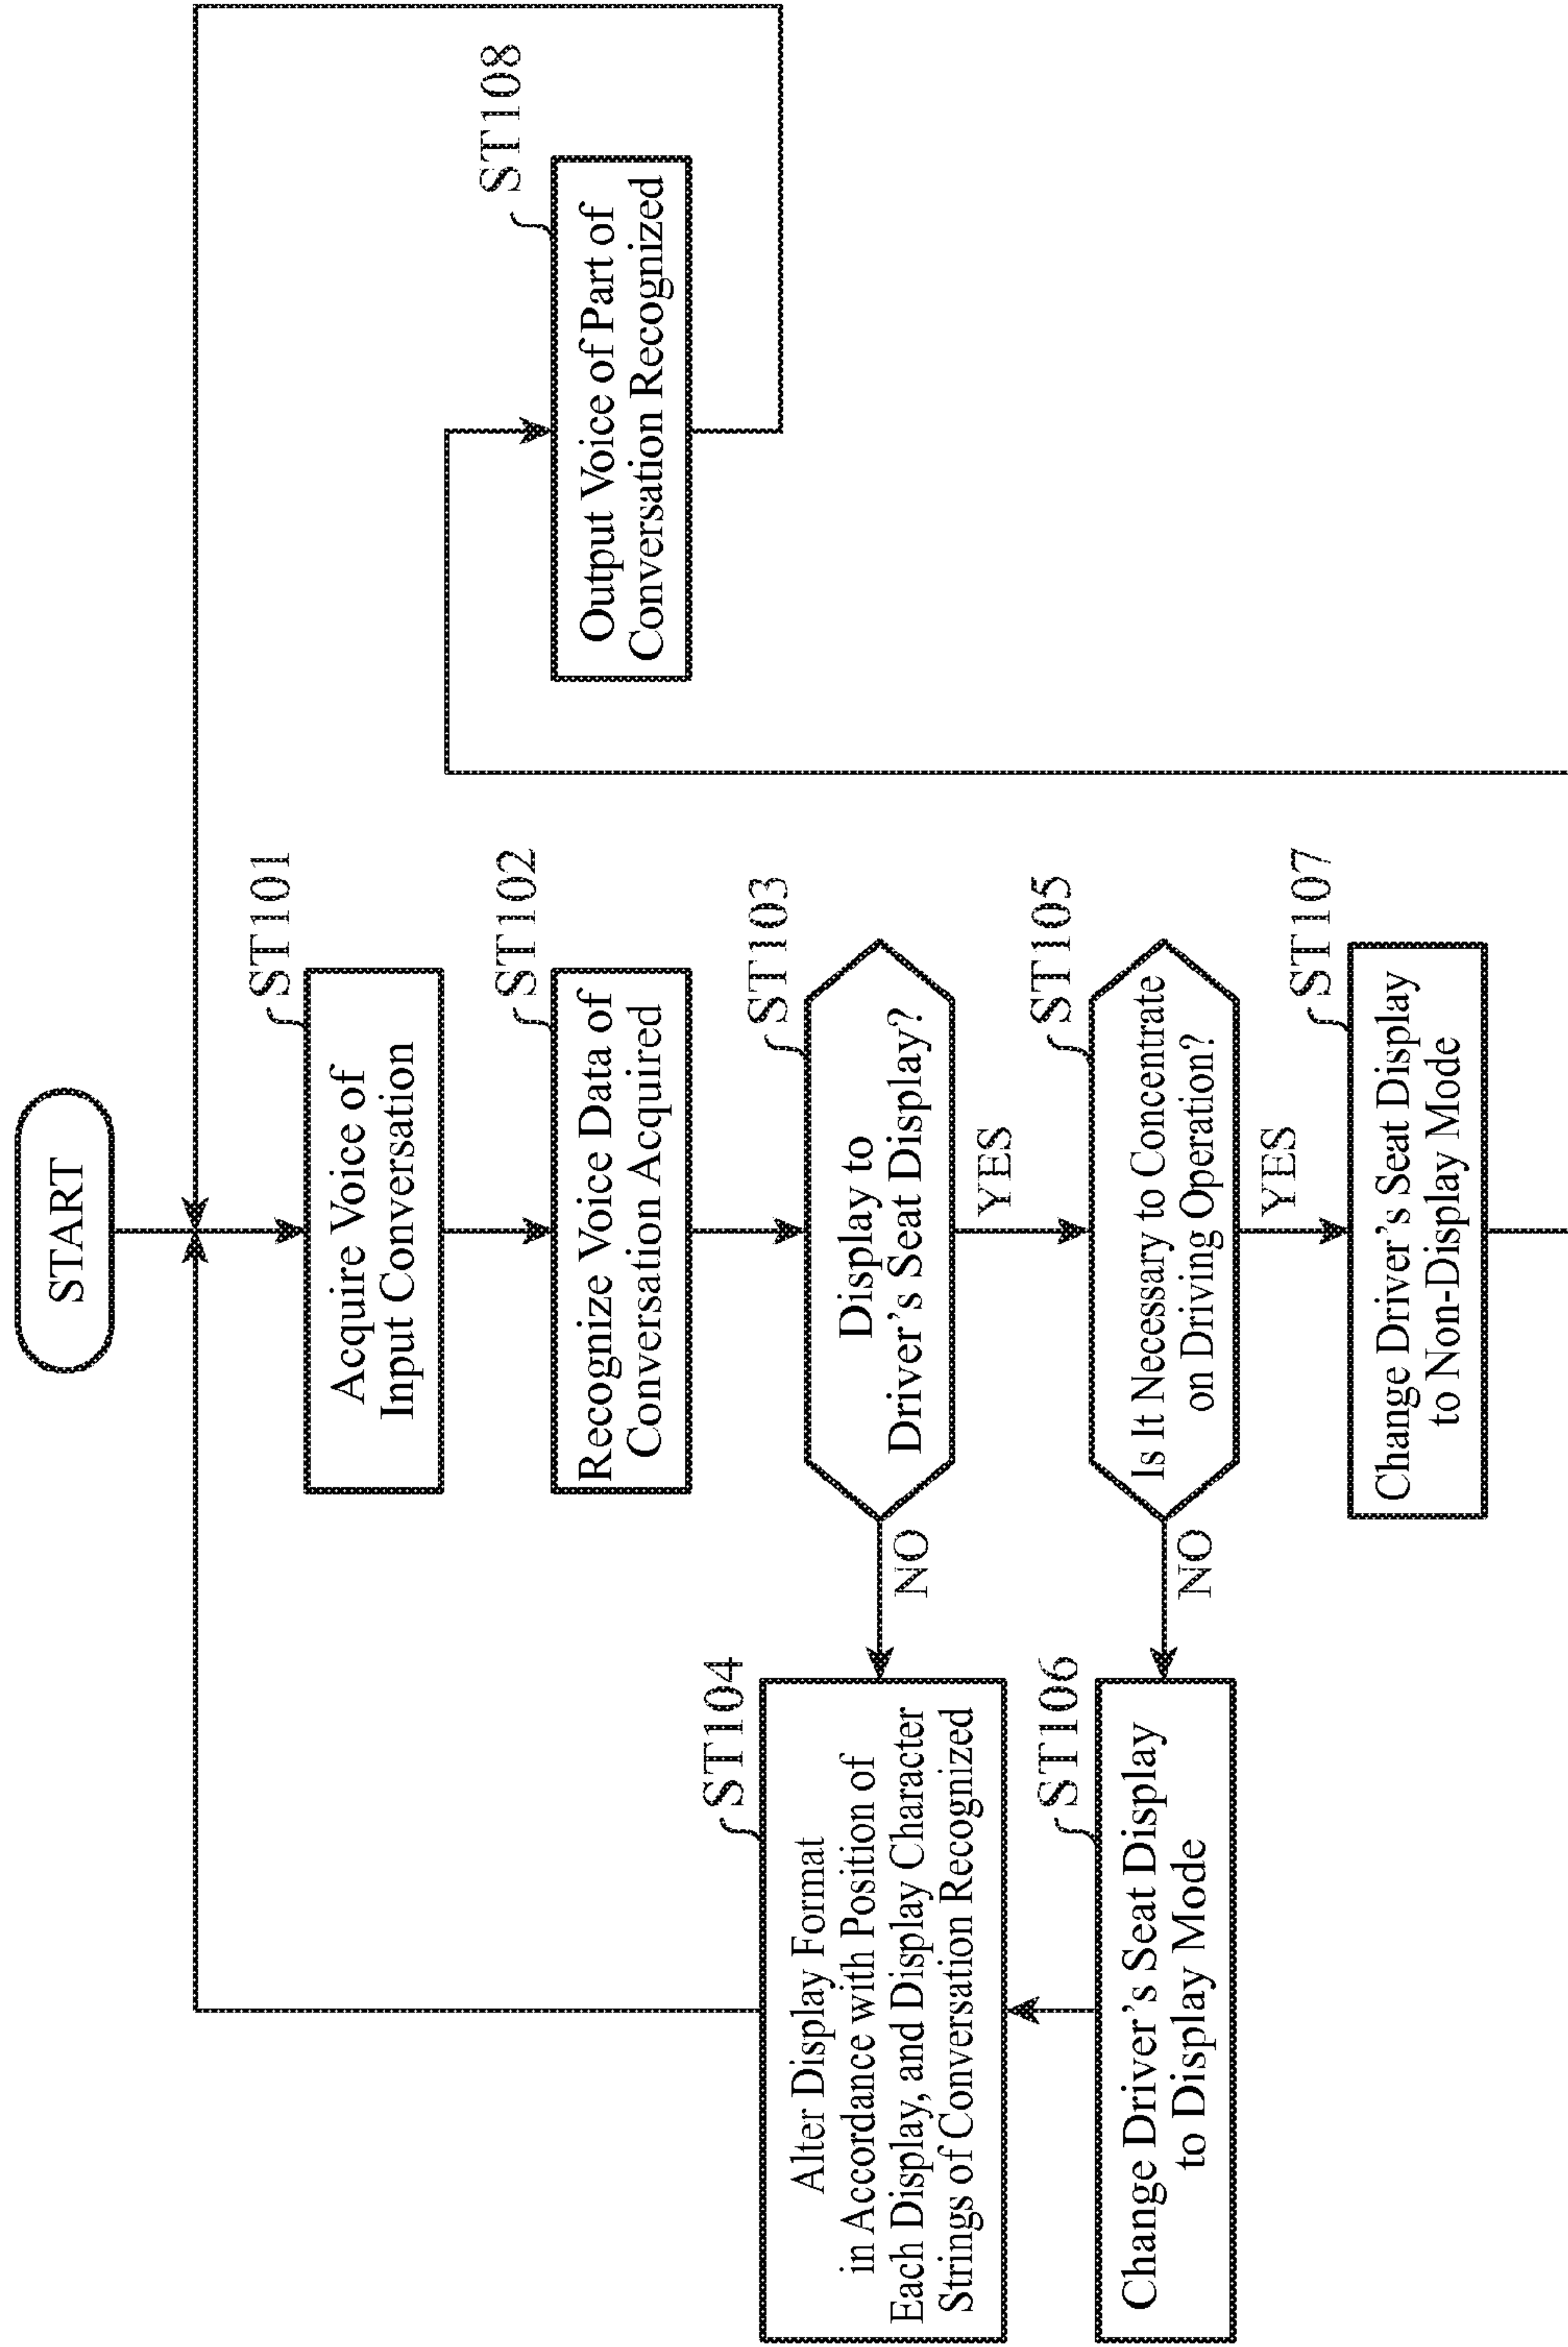 START
ST101
Acquire Voice of
Input Conversation
ST102
Recognize Voice Data of
Conversation Acquired
ST103
Display to
Driver's Seat Display?
NO
YES
ST104
Alter Display Format
in Accordance with Position of
Each Display, and Display Character
Strings of Conversation Recognized
ST105
Is It Necessary to Concentrate
on Driving Operation?
NO
YES
ST106
Change Driver's Seat Display
to Display Mode
ST107
Change Driver's Seat Display
to Non-Display Mode
ST108
Output Voice of Part of
Conversation Recognized